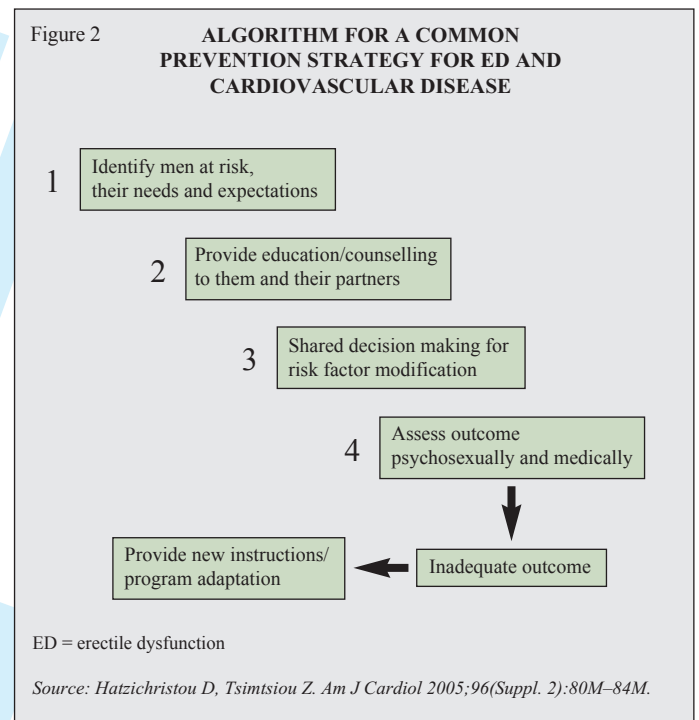 Figure 2
ALGORITHM FOR A COMMON
PREVENTION STRATEGY FOR ED AND
CARDIOVASCULAR DISEASE
1
Identify men at risk,
their needs and expectations
2
Provide education/counselling
to them and their partners
3
Shared decision making for
risk factor modification
4
Assess outcome
psychosexually and medically
Inadequate outcome
Provide new instructions/
program adaptation
ED = erectile dysfunction
Source: Hatzichristou D, Tsimtsiou Z. Am J Cardiol 2005;96(Suppl. 2):80M–84M.